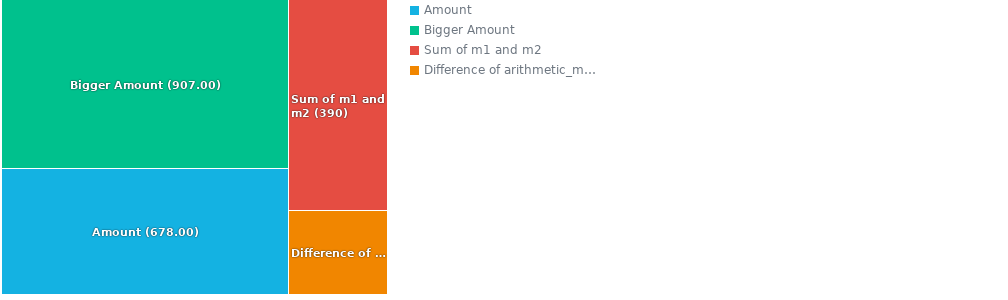 Bigger Amount (907.00)
Amount (678.00)
Sum of m1 and
m2 (390)
Difference of ...
Amount
Bigger Amount
Sum of m1 and m2
Difference of arithmetic_m...